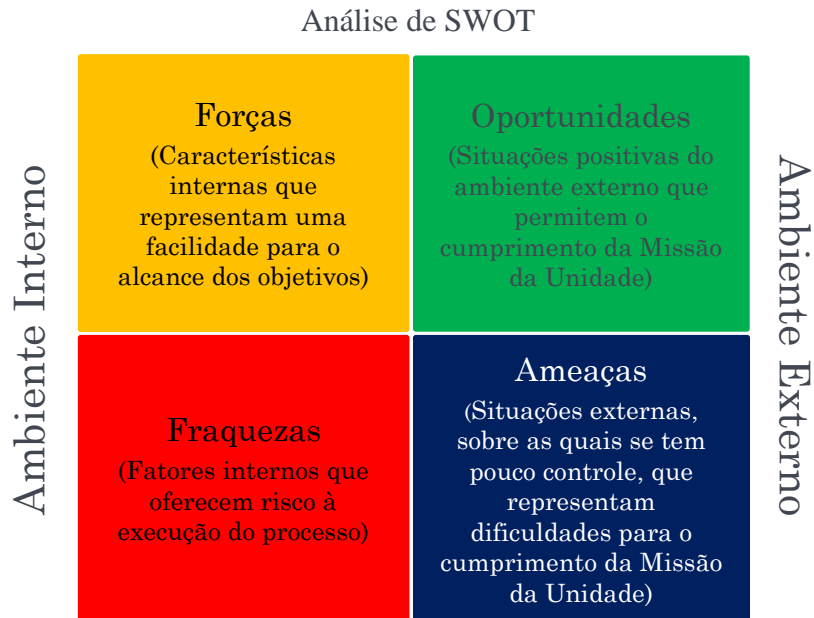 Análise de SWOT
Ambiente Interno
Forças
(Características
internas que
representam uma
facilidade para o
alcance dos objetivos)
Oportunidades
(Situações positivas do
ambiente externo que
permitem o
cumprimento da Missão
da Unidade)
Fraquezas
(Fatores internos que
oferecem risco à
execução do processo)
Ameaças
(Situações externas,
sobre as quais se tem
pouco controle, que
representam
dificuldades para o
cumprimento da Missão
da Unidade)
Ambiente Externo